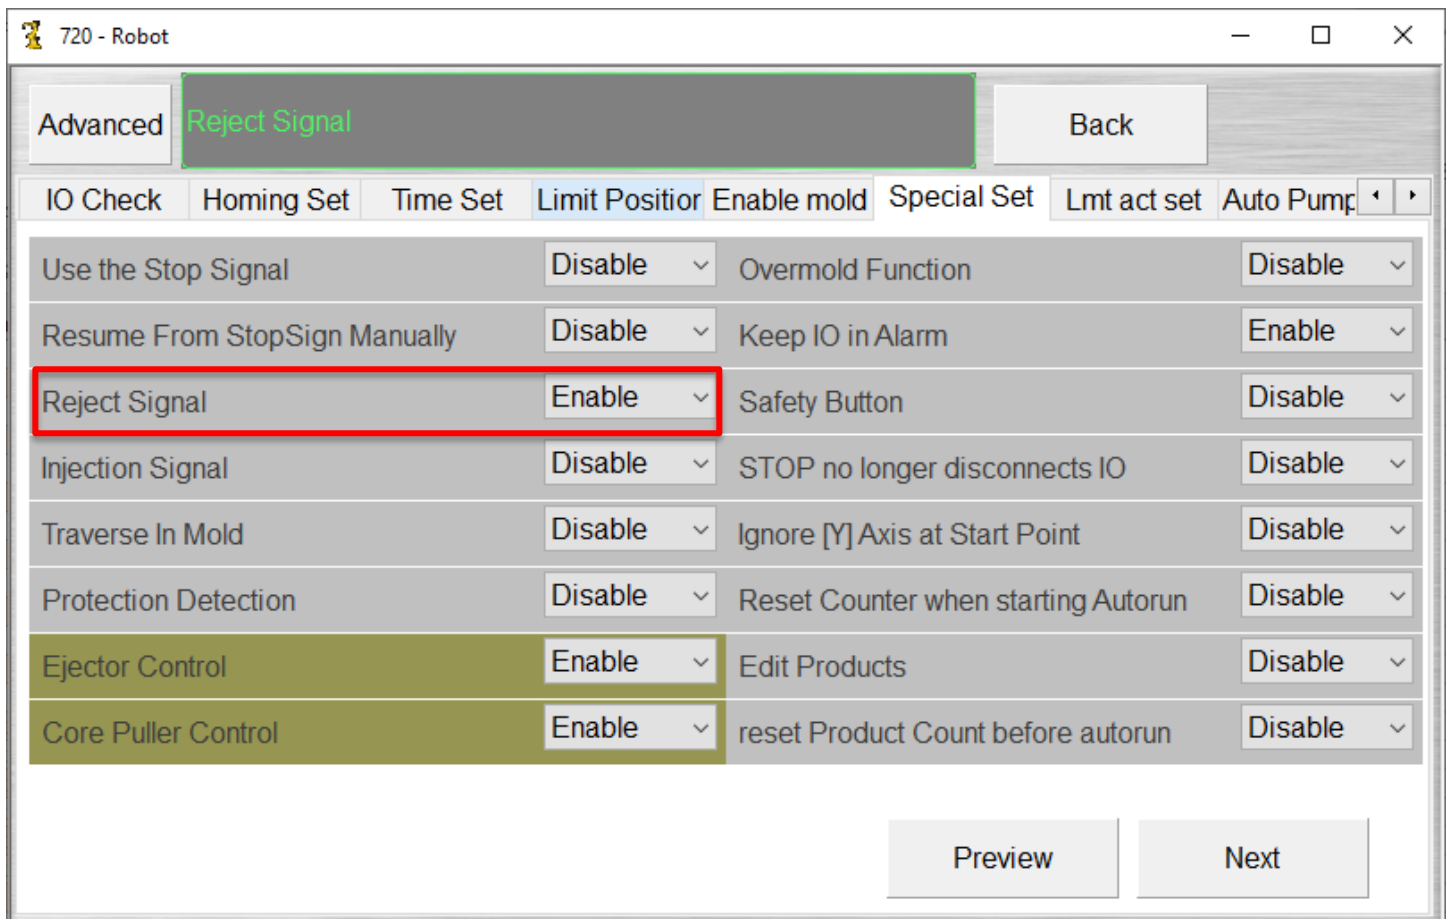 720 - Robot
Advanced
Reject Signal
Back
IO Check Homing Set Time Set Limit Position Enable mold Special Set Lmt act set Auto Pump
Use the Stop Signal Disable Overmold Function Disable
Resume From StopSign Manually Disable Keep IO in Alarm Enable
Reject Signal Enable Safety Button Disable
Injection Signal Disable STOP no longer disconnects IO Disable
Traverse In Mold Disable Ignore [Y] Axis at Start Point Disable
Protection Detection Disable Reset Counter when starting Autorun Disable
Ejector Control Enable Edit Products Disable
Core Puller Control Enable reset Product Count before autorun Disable
Preview Next